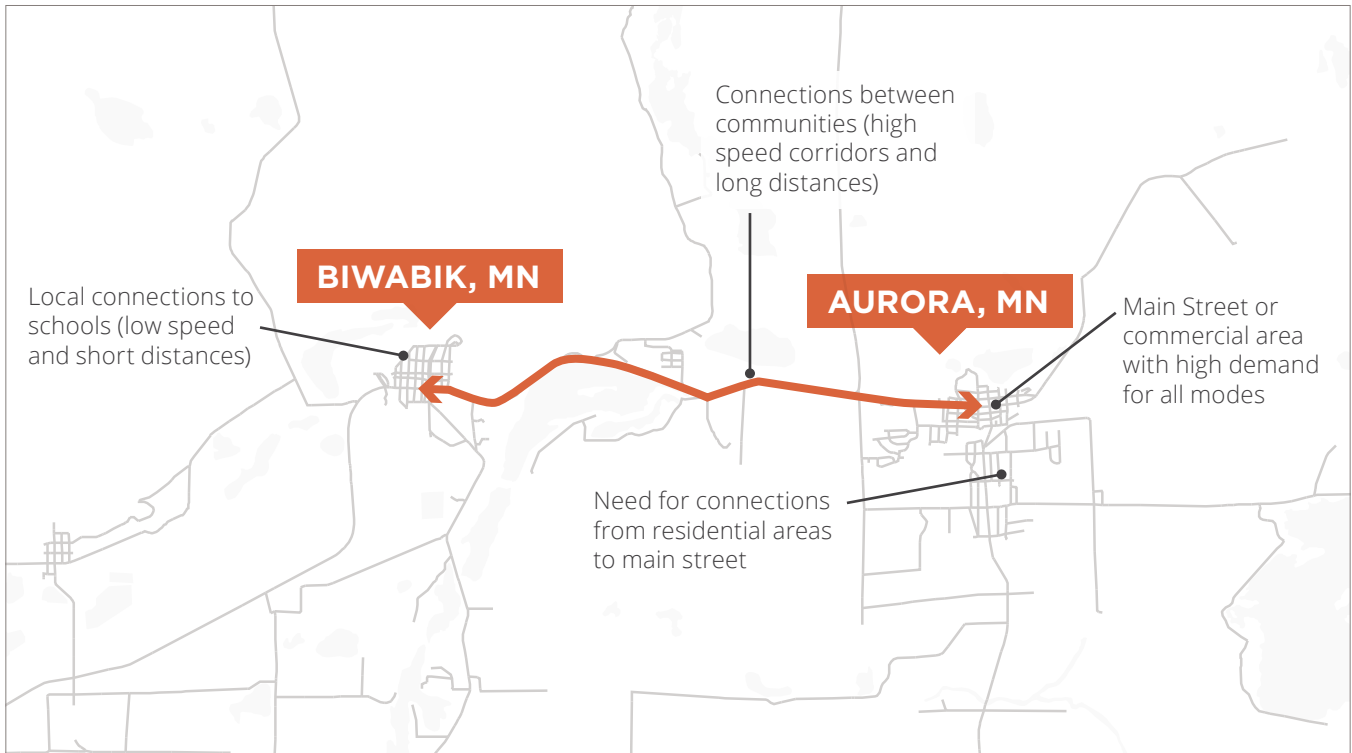 Connections between
communities (high
speed corridors and
long distances)
BIWABIK, MN
AURORA, MN
Local connections to
schools (low speed
and short distances)
Main Street or
commercial area
with high demand
for all modes
Need for connections
from residential areas
to main street